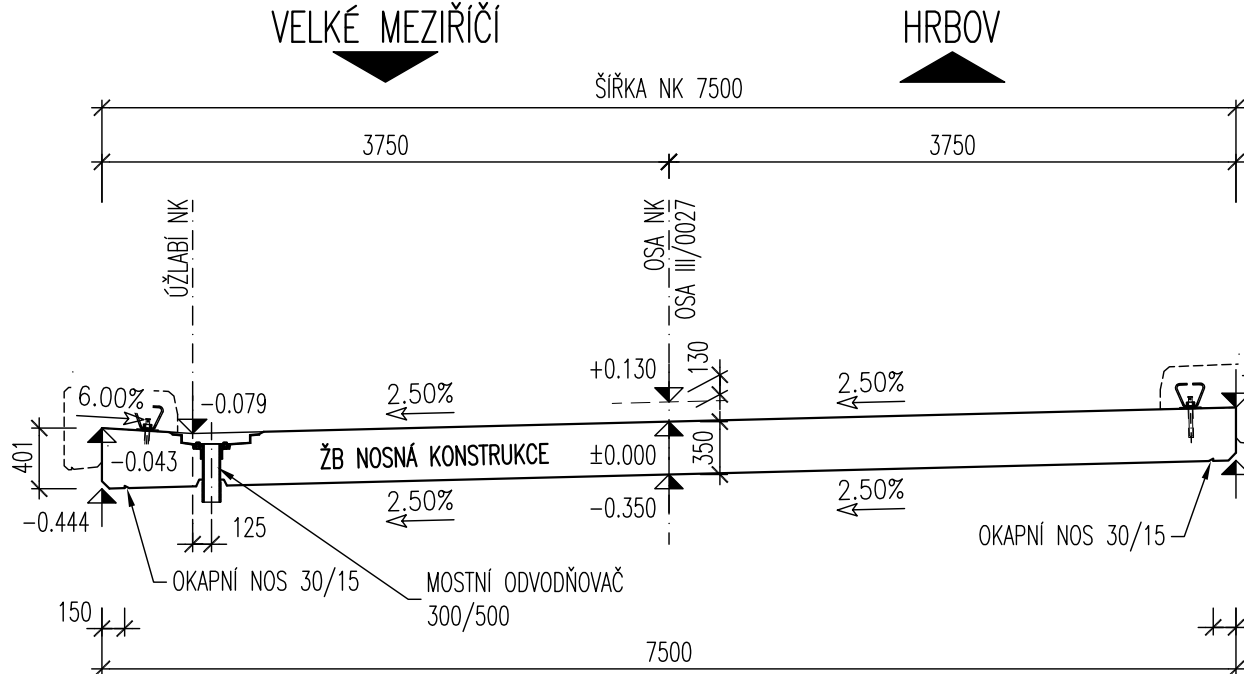 VELKÉ MEZIŘÍČÍ
HRBOV
ŠÍŘKA NK 7500
3750
3750
ÚŽLABÍ NK
OSA NK
OSA III/0027
+0.130
130
6.00%
-0.079
2.50%
2.50%
401
-0.043
ŽB NOSNÁ KONSTRUKCE
±0.000
350
-0.444
2.50%
-0.350
2.50%
125
OKAPNÍ NOS 30/15
OKAPNÍ NOS 30/15
MOSTNÍ ODVODŇOVAČ
300/500
150
7500